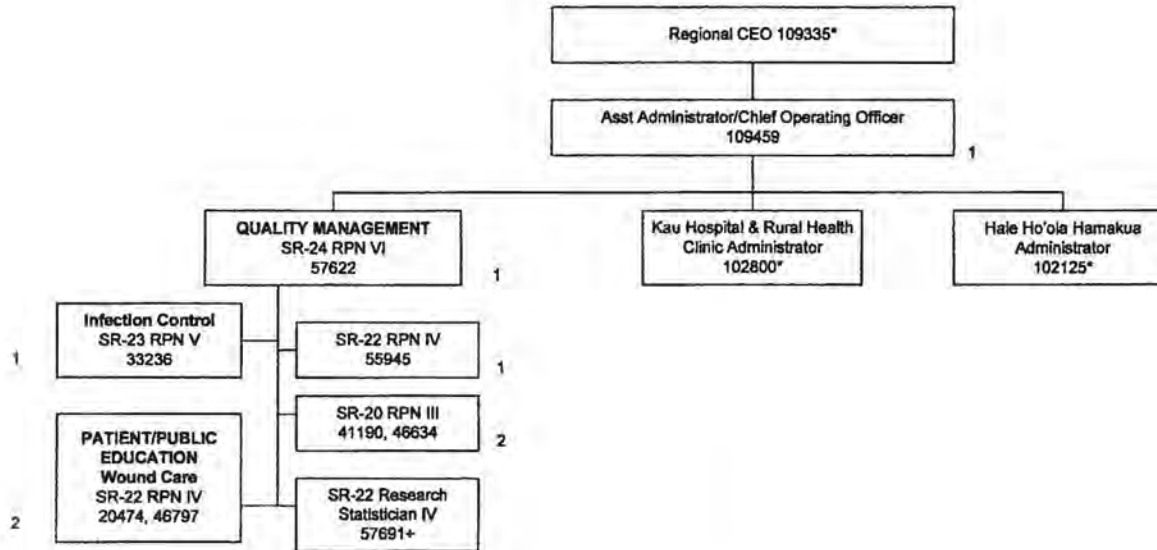 Regional CEO 109335*
Asst Administrator/Chief Operating Officer
109459
1
QUALITY MANAGEMENT
SR-24 RPN VI
57622
1
Kau Hospital & Rural Health
Clinic Administrator
102800*
Hale Ho'ola Hamakua
Administrator
102125*
Infection Control
SR-23 RPN V
33236
1
SR-22 RPN IV
55945
1
SR-20 RPN III
41190, 46634
2
PATIENT/PUBLIC
EDUCATION
Wound Care
SR-22 RPN IV
20474, 46797
2
SR-22 Research
Statistician IV
57691+